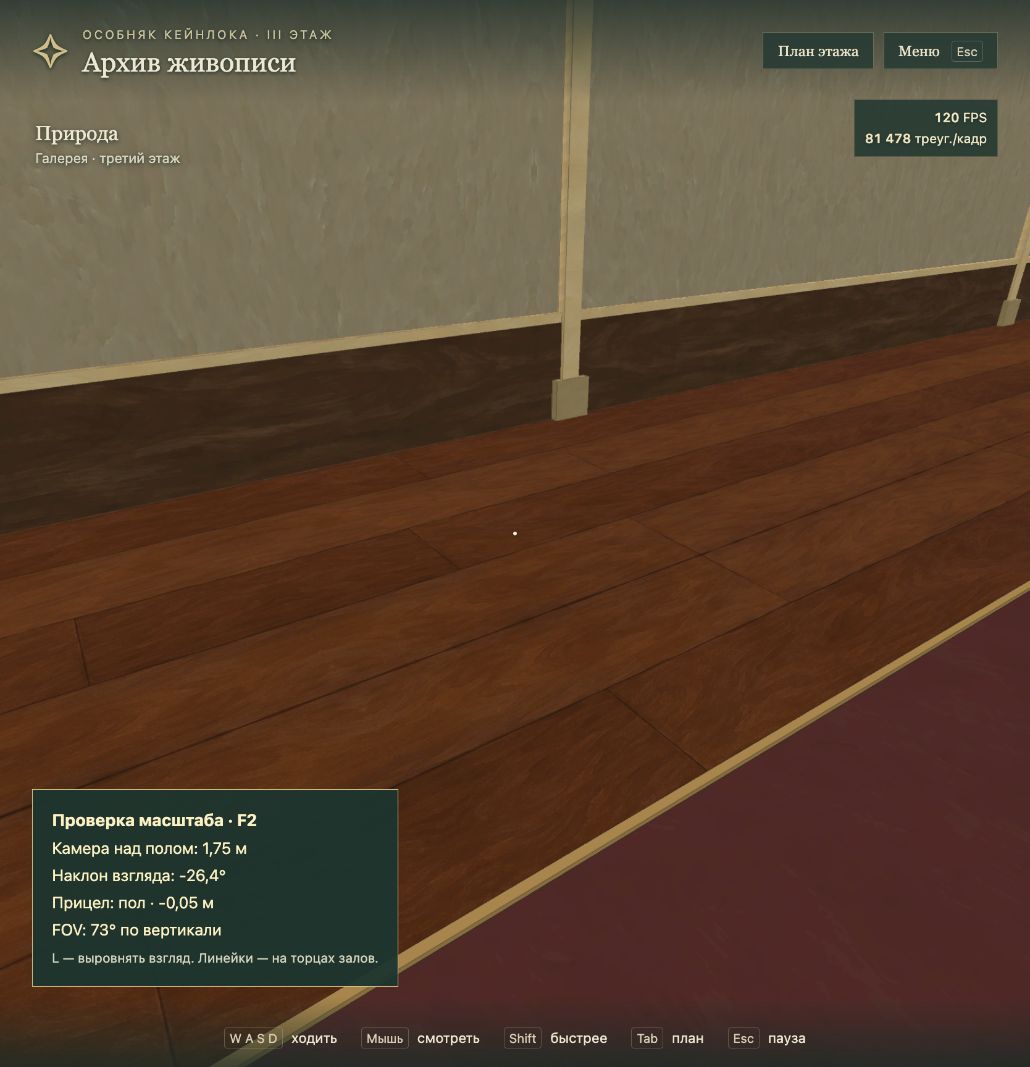 ОСОБНЯК КЕЙНЛОКА · III ЭТАЖ
Архив живописи
План этажа
Меню Esc
120 FPS
81 478 треуг./кадр
Природа
Галерея · третий этаж
Проверка масштаба · F2
Камера над полом: 1,75 м
Наклон взгляда: -26,4°
Прицел: пол · -0,05 м
FOV: 73° по вертикали
L — выровнять взгляд. Линейки — на торцах залов.
W A S D ходить Мышь смотреть Shift быстрее Tab план Esc пауза